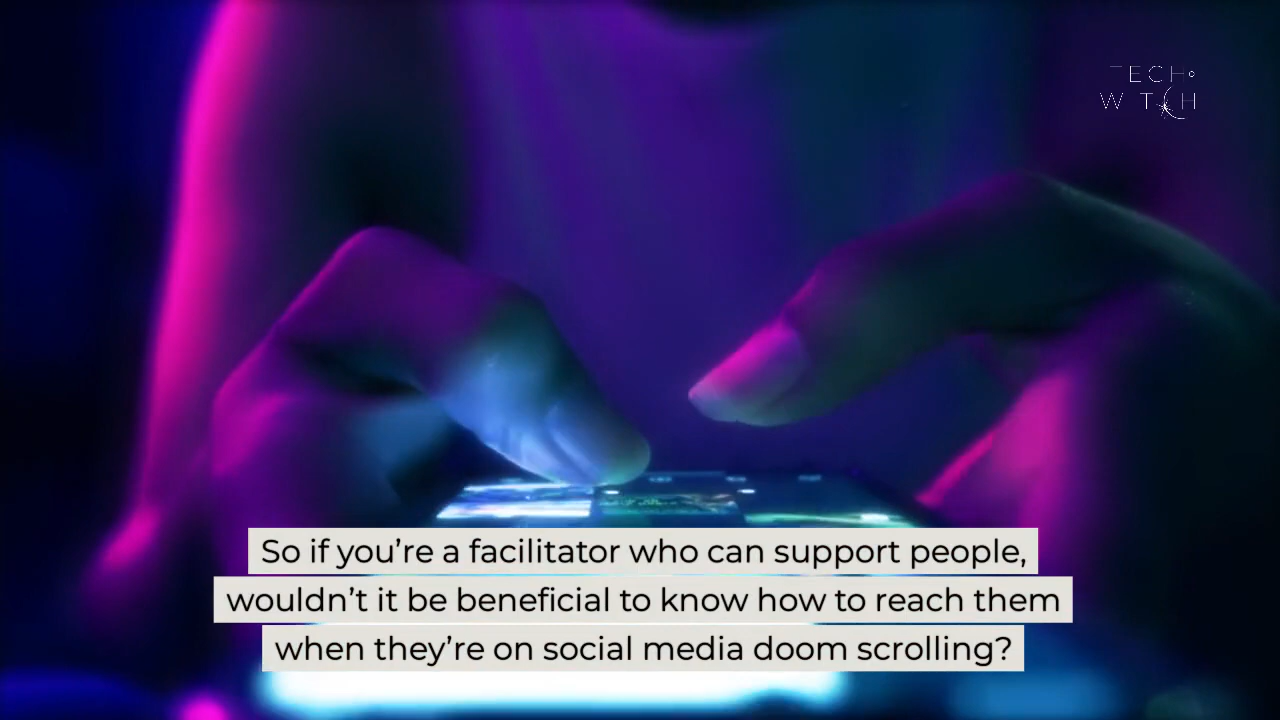 TECH
WITCH
So if you're a facilitator who can support people,
wouldn't it be beneficial to know how to reach them
when they're on social media doom scrolling?